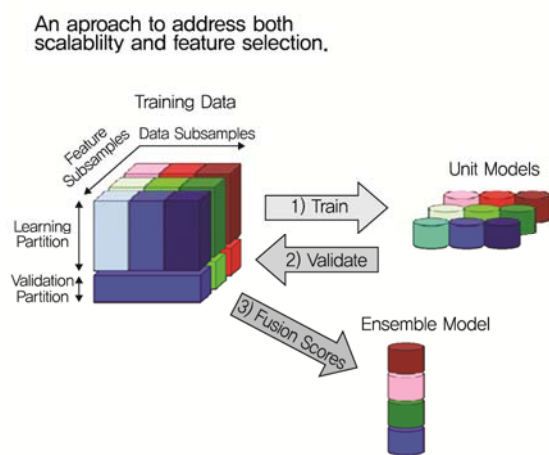 An aproach to address both
scalablilty and feature selection.
Training Data
Feature
Subsamples
Data Subsamples
Learning
Partition
Validation
Partition
1) Train
2) Validate
3) Fusion Scores
Unit Models
Ensemble Model